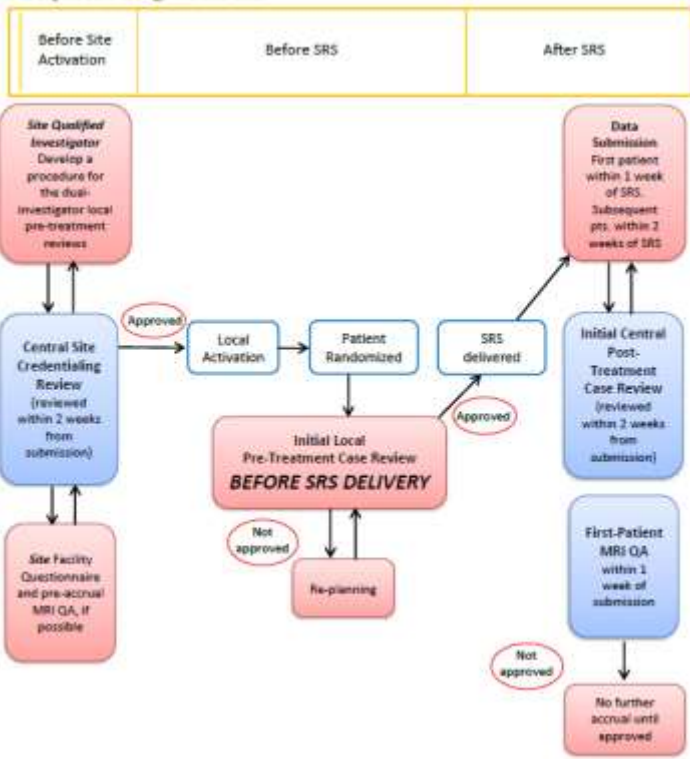 Before Site
Activation
Before SRS
After SRS
Site Qualified
Investigator
Develop a
procedure for
the dual-
investigator local
pre-treatment
reviews
Data
Submission
First patient
within 1 week
of SRS.
Subsequent
pts. within 2
weeks of SRS
Central Site
Credentialing
Review
(reviewed
within 2 weeks
from
submission)
Approved
Local
Activation
Patient
Randomized
SRS
delivered
Initial Central
Post-
Treatment
Case Review
(reviewed
within 2 weeks
from
submission)
Approved
Initial Local
Pre-Treatment Case Review
BEFORE SRS DELIVERY
Not
approved
Re-planning
Site Facility
Questionnaire
and pre-accrual
MRI QA, if
possible
First-Patient
MRI QA
within 1
week of
submission
Not
approved
No further
accrual until
approved